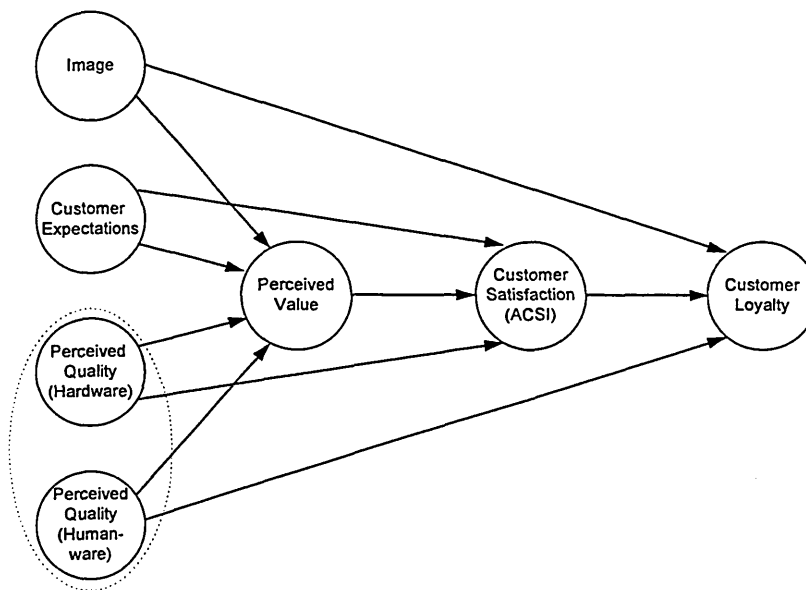 Image
Customer
Expectations
Perceived
Value
Customer
Satisfaction
(ACSI)
Customer
Loyalty
Perceived
Quality
(Hardware)
Perceived
Quality
(Human-
ware)